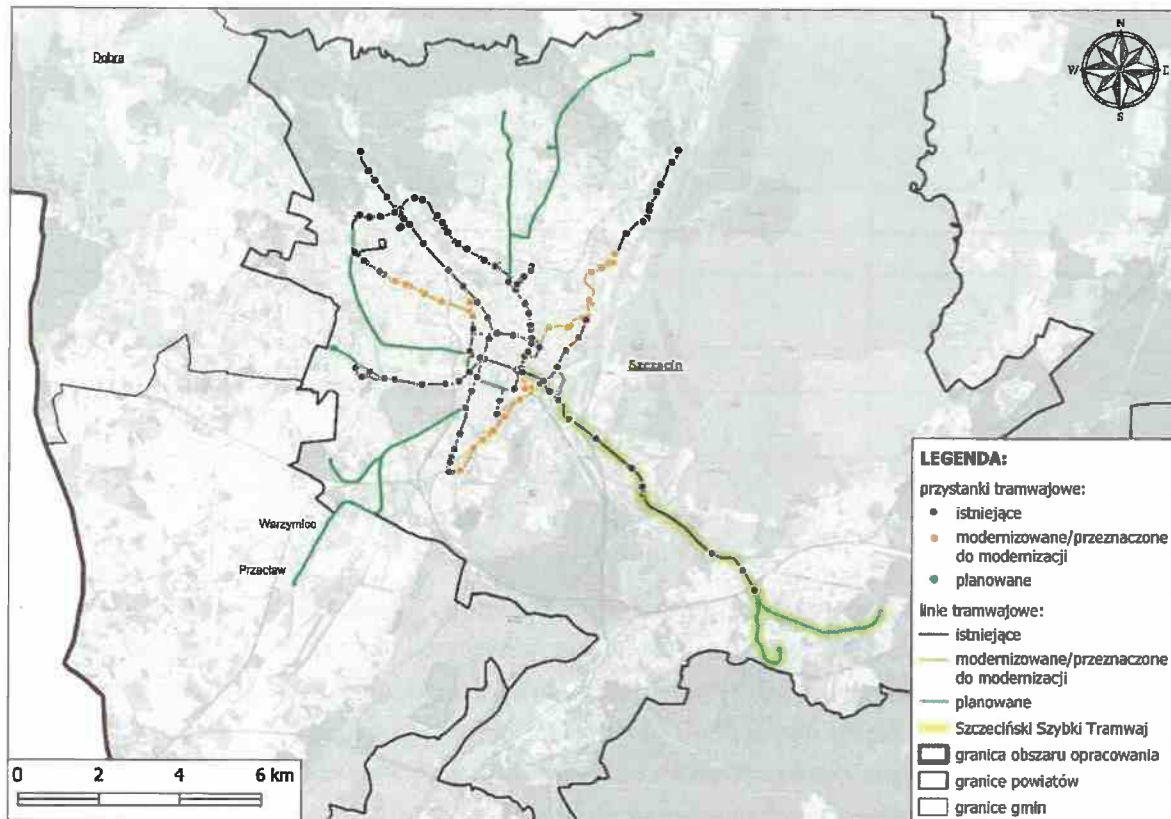 Dobra
N
W
E
S
Szczecin
Warzymice
Przecław
LEGENDA:
przystanki tramwajowe:
istniejące
modernizowane/przeznaczone
do modernizacji
planowane
linie tramwajowe:
istniejące
modernizowane/przeznaczone
do modernizacji
planowane
Szczeciński Szybki Tramwaj
granica obszaru opracowania
granice powiatów
granice gmin
0 2 4 6 km